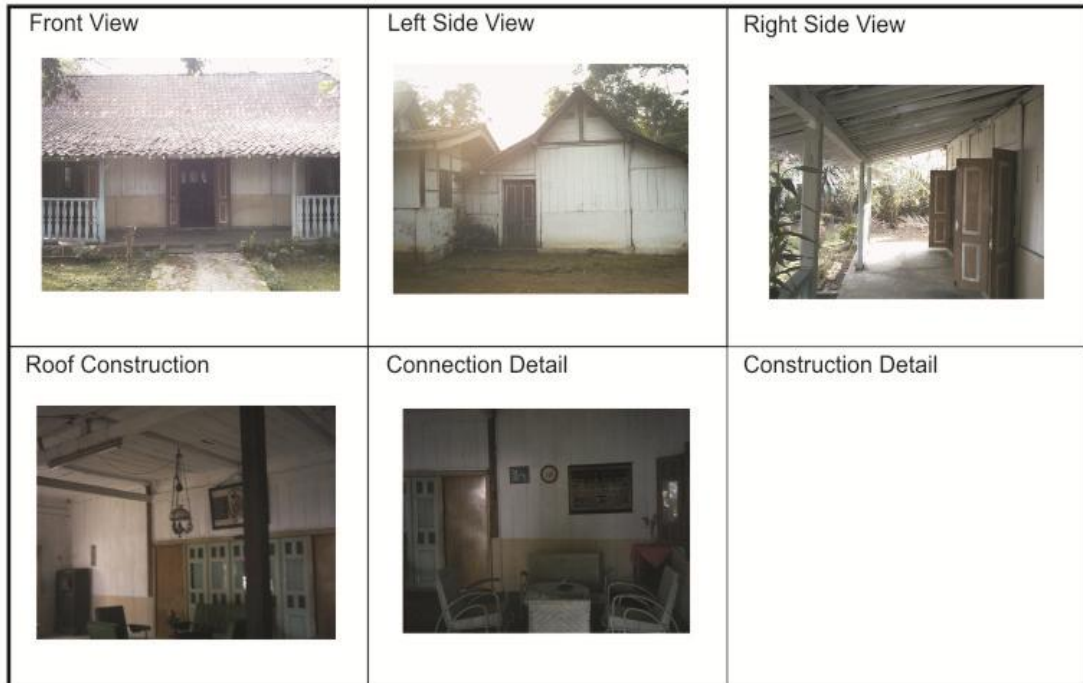 Front View
Left Side View
Right Side View
Roof Construction
Connection Detail
Construction Detail